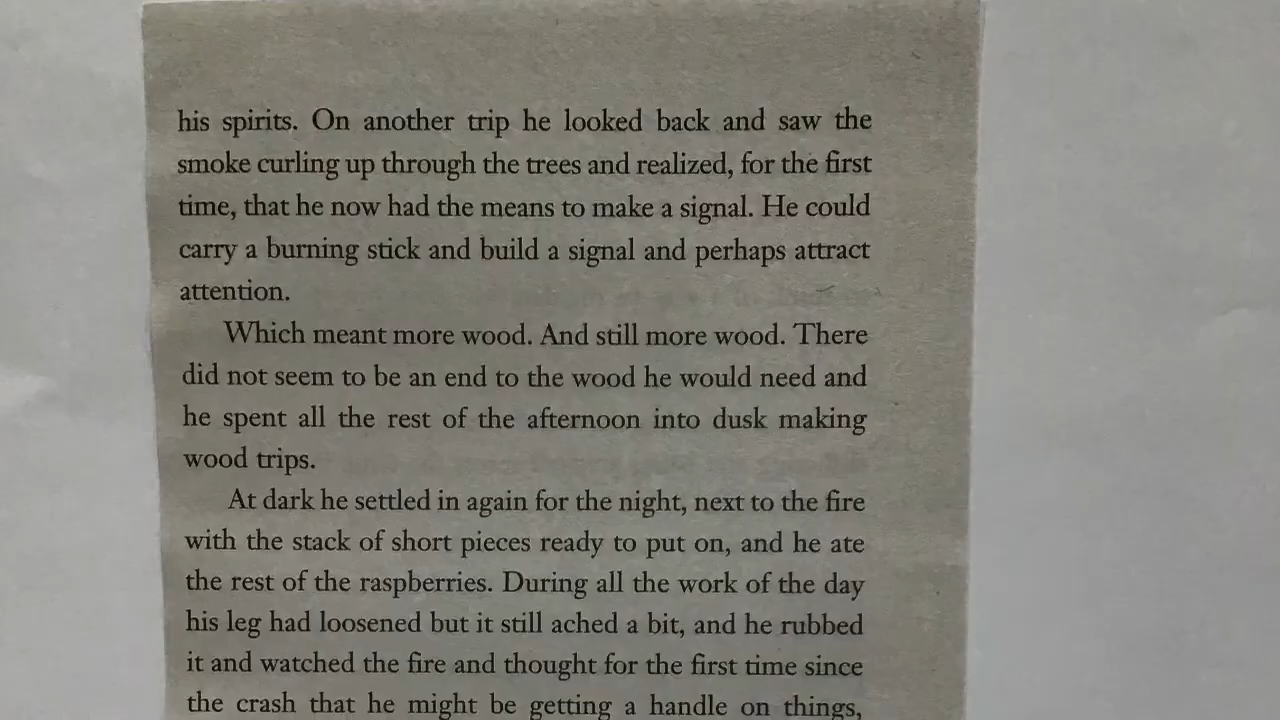 his spirits. On another trip he looked back and saw the
smoke curling up through the trees and realized, for the first
time, that he now had the means to make a signal. He could
carry a burning stick and build a signal and perhaps attract
attention.
Which meant more wood. And still more wood. There
did not seem to be an end to the wood he would need and
he spent all the rest of the afternoon into dusk making
wood trips.
At dark he settled in again for the night, next to the fire
with the stack of short pieces ready to put on, and he ate
the rest of the raspberries. During all the work of the day
his leg had loosened but it still ached a bit, and he rubbed
it and watched the fire and thought for the first time since
the crash that he might be getting a handle on things,